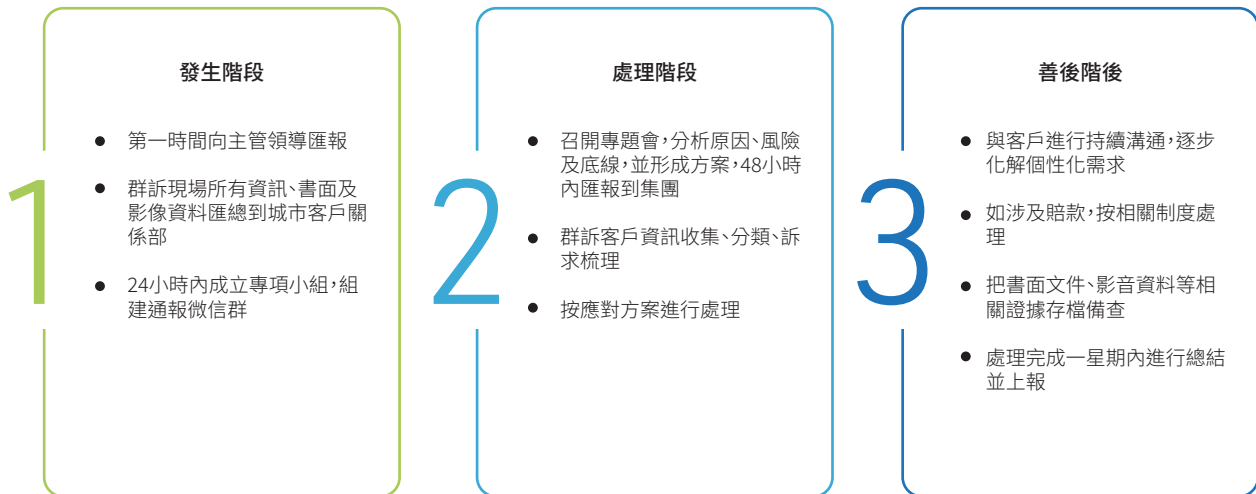 1
發生階段
● 第一時間向主管領導匯報
● 群訴現場所有資訊、書面及
影像資料匯總到城市客戶關
係部
● 24小時內成立專項小組,組
建通報微信群
2
處理階段
● 召開專題會,分析原因、風險
及底線,並形成方案,48小時
內匯報到集團
● 群訴客戶資訊收集、分類、訴
求梳理
● 按應對方案進行處理
3
善後階後
● 與客戶進行持續溝通,逐步
化解個性化需求
● 如涉及賠款,按相關制度處
理
● 把書面文件、影音資料等相
關證據存檔備查
● 處理完成一星期內進行總結
並上報